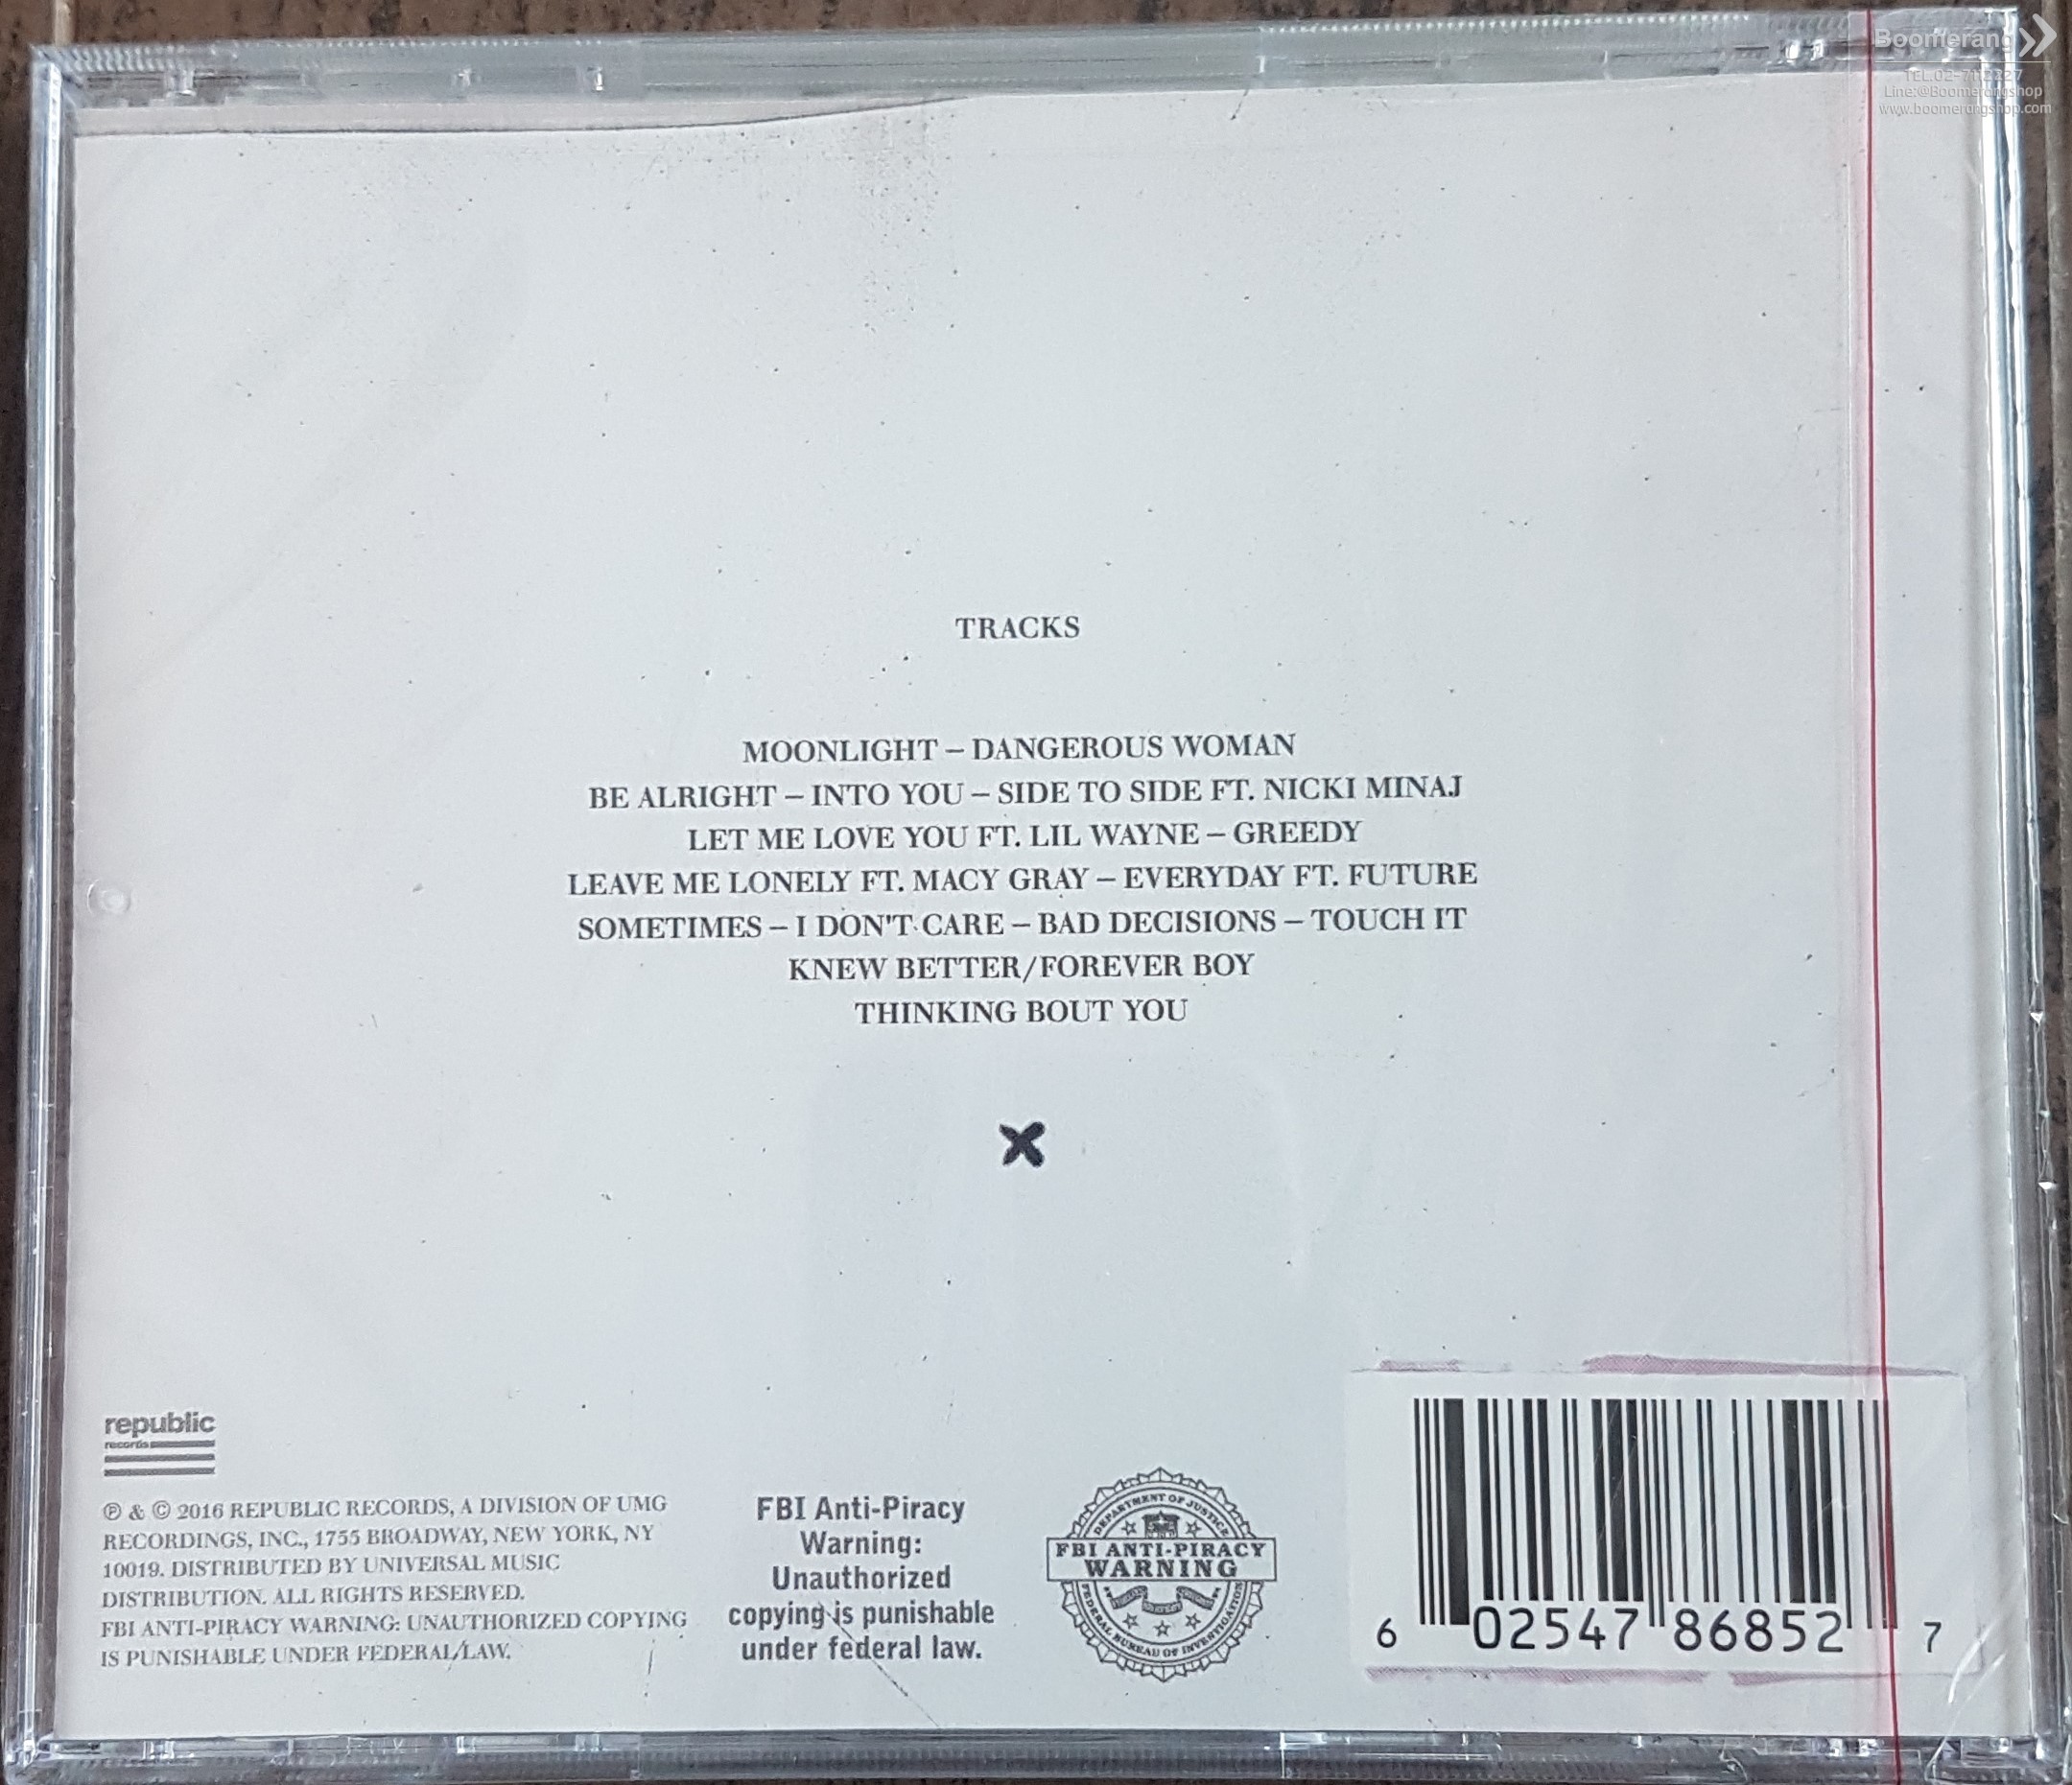 Boomerang
Line:@Boomerangshop
www.boomerangshop.com
TRACKS
MOONLIGHT – DANGEROUS WOMAN
BE ALRIGHT – INTO YOU – SIDE TO SIDE FT. NICKI MINAJ
LET ME LOVE YOU FT. LIL WAYNE – GREEDY
LEAVE ME LONELY FT. MACY GRAY – EVERYDAY FT. FUTURE
SOMETIMES – I DON'T CARE – BAD DECISIONS – TOUCH IT
KNEW BETTER/FOREVER BOY
THINKING BOUT YOU
republic
records
℗ & © 2016 REPUBLIC RECORDS, A DIVISION OF UMG
RECORDINGS, INC., 1755 BROADWAY, NEW YORK, NY
10019. DISTRIBUTED BY UNIVERSAL MUSIC
DISTRIBUTION. ALL RIGHTS RESERVED.
FBI ANTI-PIRACY WARNING: UNAUTHORIZED COPYING
IS PUNISHABLE UNDER FEDERAL LAW.
FBI Anti-Piracy
Warning:
Unauthorized
copying is punishable
under federal law.
DEPARTMENT OF JUSTICE
FBI ANTI-PIRACY
WARNING
FEDERAL BUREAU OF INVESTIGATION
6 02547 86852 7